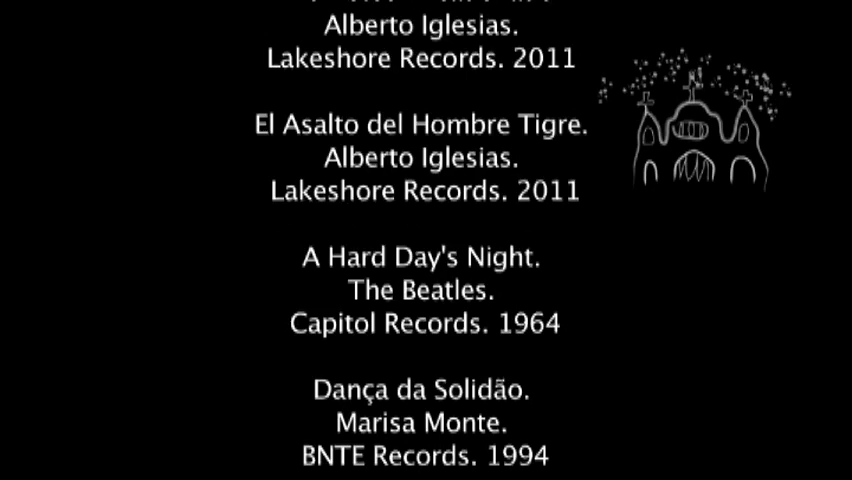 Alberto Iglesias.
Lakeshore Records. 2011
El Asalto del Hombre Tigre.
Alberto Iglesias.
Lakeshore Records. 2011
A Hard Day's Night.
The Beatles.
Capitol Records. 1964
Dança da Solidão.
Marisa Monte.
BNTE Records. 1994